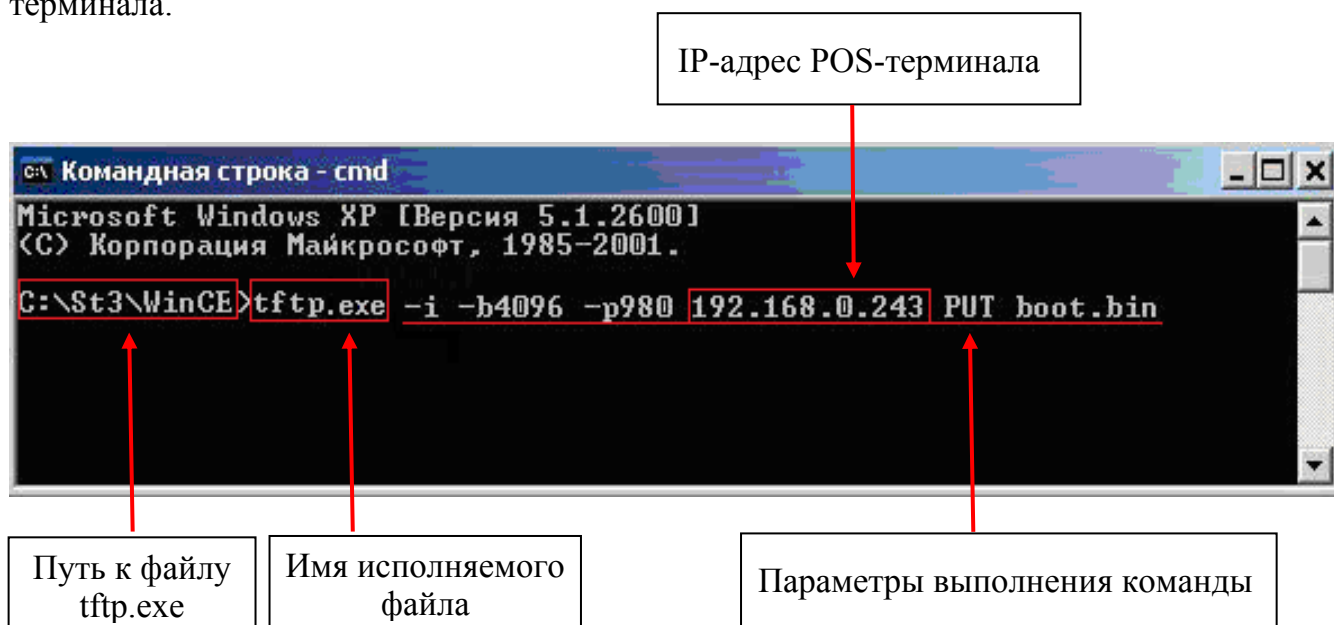 терминала.
IP-адрес POS-терминала
Командная строка - cmd
Microsoft Windows XP [Версия 5.1.2600]
(C) Корпорация Майкрософт, 1985-2001.
C:\St3\WinCE>tftp.exe -i -b4096 -p980 192.168.0.243 PUT boot.bin
Путь к файлу
tftp.exe
Имя исполняемого
файла
Параметры выполнения команды